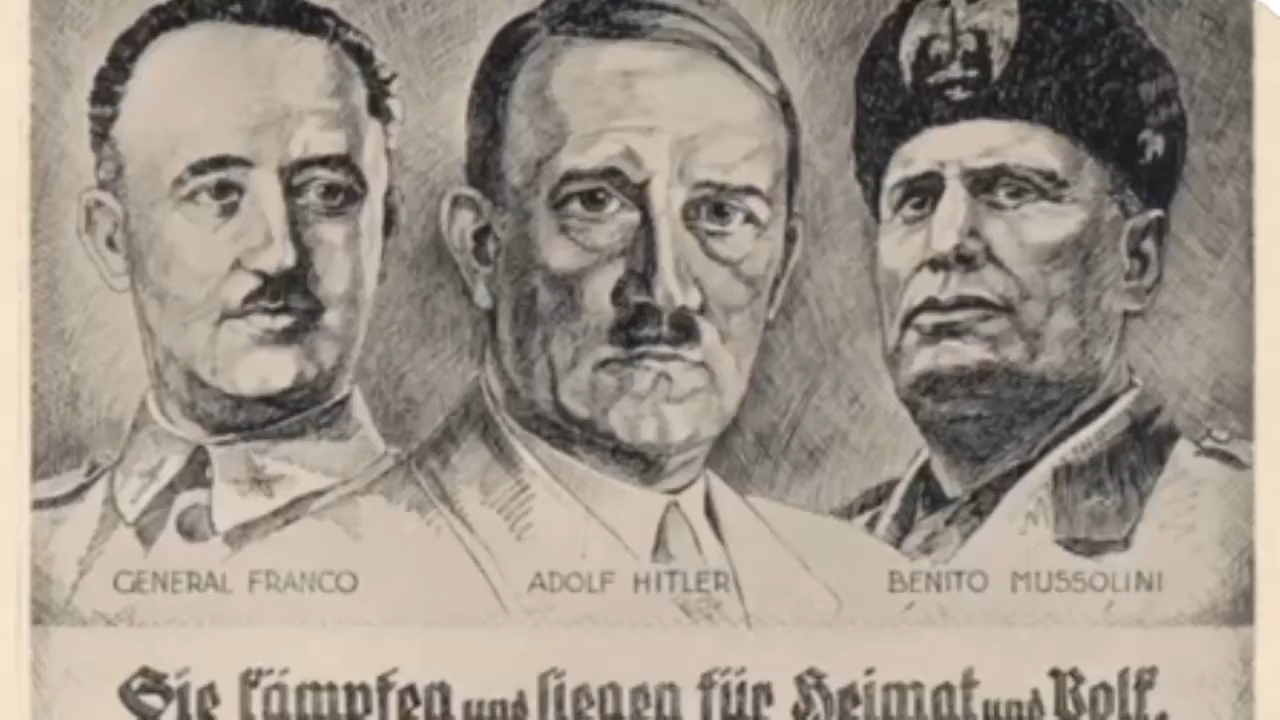 GENERAL FRANCO ADOLF HITLER BENITO MUSSOLINI
Sie kämpfen und siegen für Heimat und Volk.